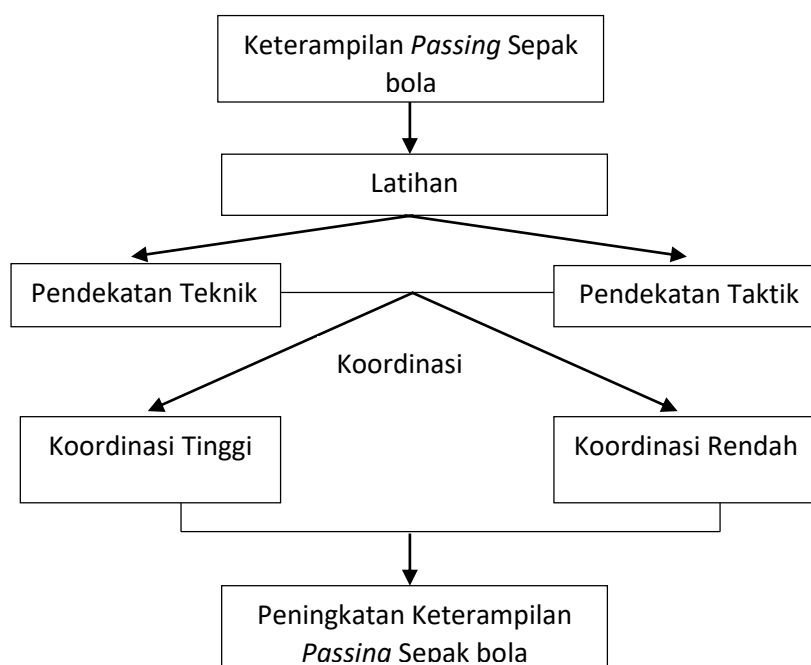 Keterampilan Passing Sepak
bola
Latihan
Pendekatan Teknik
Pendekatan Taktik
Koordinasi
Koordinasi Tinggi
Koordinasi Rendah
Peningkatan Keterampilan
Passing Sepak bola